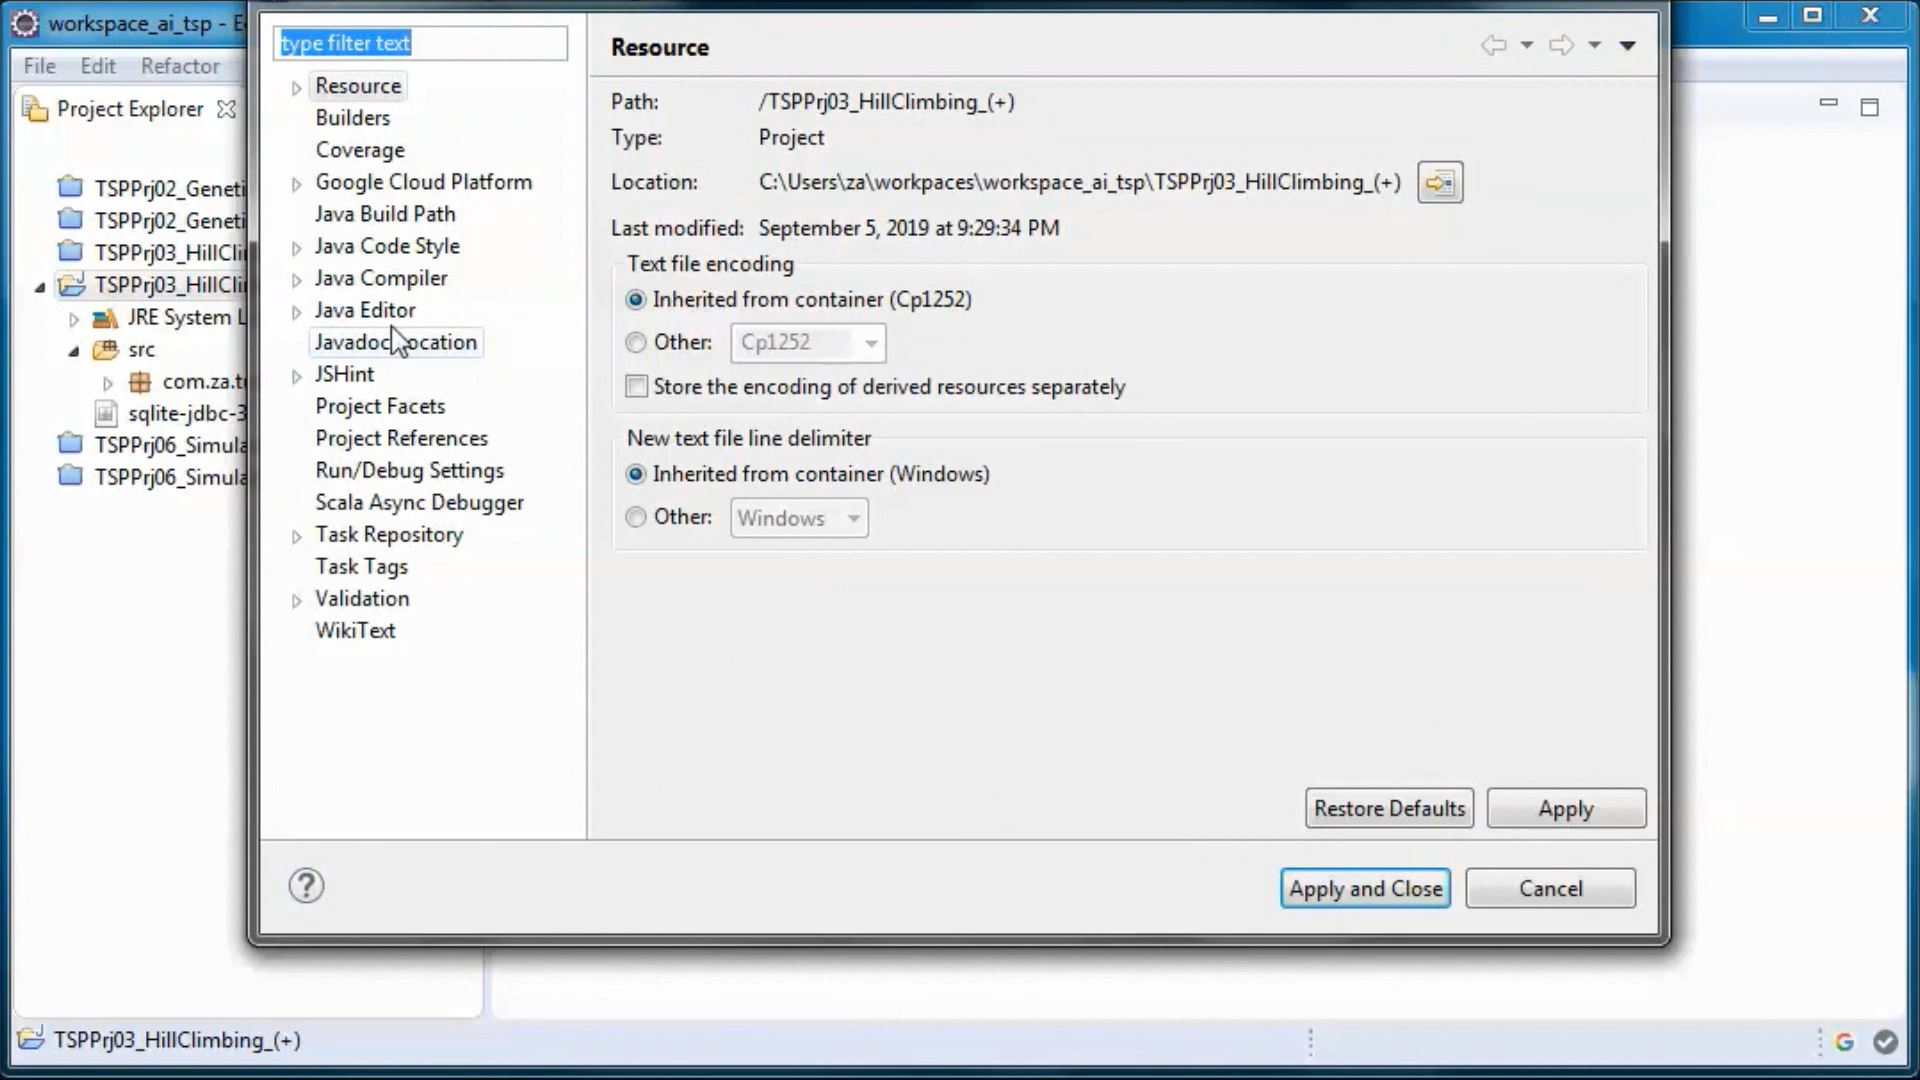 workspace_ai_tsp - E
File Edit Refactor
Project Explorer
TSPPrj02_Geneti
TSPPrj02_Geneti
TSPPrj03_HillCli
TSPPrj03_HillCli
JRE System L
src
com.za.t
sqlite-jdbc-3
TSPPrj06_Simula
TSPPrj06_Simula
type filter text
Resource
Builders
Coverage
Google Cloud Platform
Java Build Path
Java Code Style
Java Compiler
Java Editor
Javadoc Location
JSHint
Project Facets
Project References
Run/Debug Settings
Scala Async Debugger
Task Repository
Task Tags
Validation
WikiText
Resource
Path: /TSPPrj03_HillClimbing_(+)
Type: Project
Location: C:\Users\za\workpaces\workspace_ai_tsp\TSPPrj03_HillClimbing_(+)
Last modified: September 5, 2019 at 9:29:34 PM
Text file encoding
Inherited from container (Cp1252)
Other: Cp1252
Store the encoding of derived resources separately
New text file line delimiter
Inherited from container (Windows)
Other: Windows
Restore Defaults Apply
? Apply and Close Cancel
TSPPrj03_HillClimbing_(+)
G